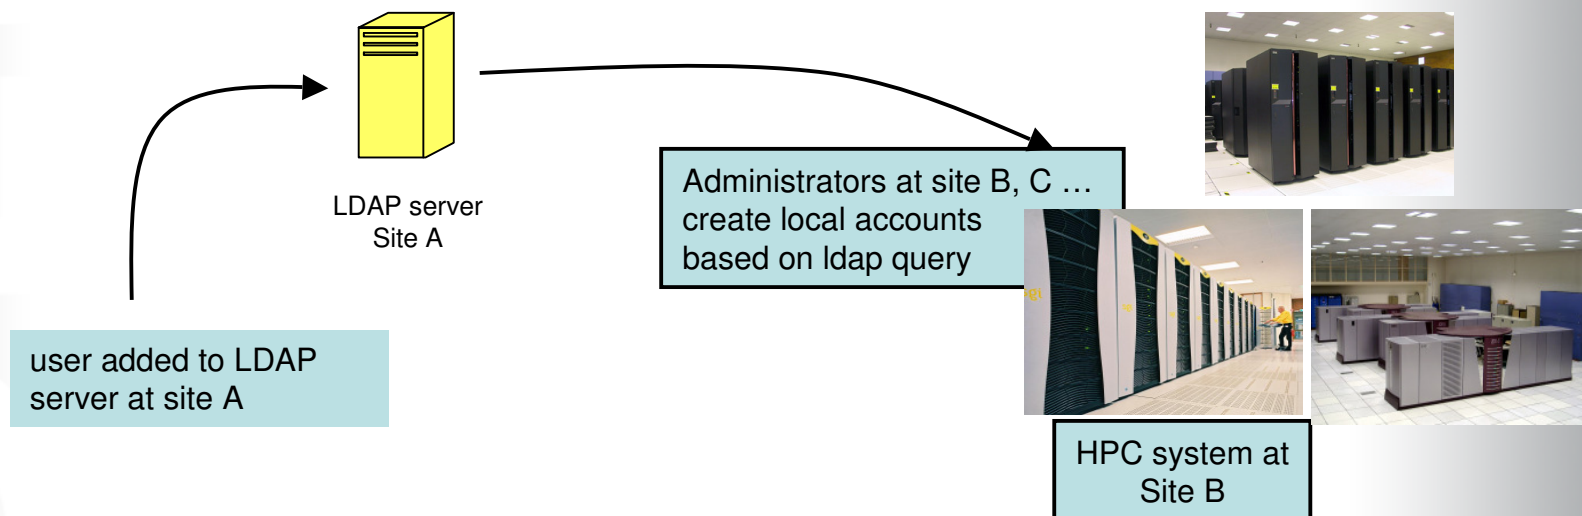 LDAP server
Site A
Administrators at site B, C …
create local accounts
based on ldap query
user added to LDAP
server at site A
sgi
HPC system at
Site B